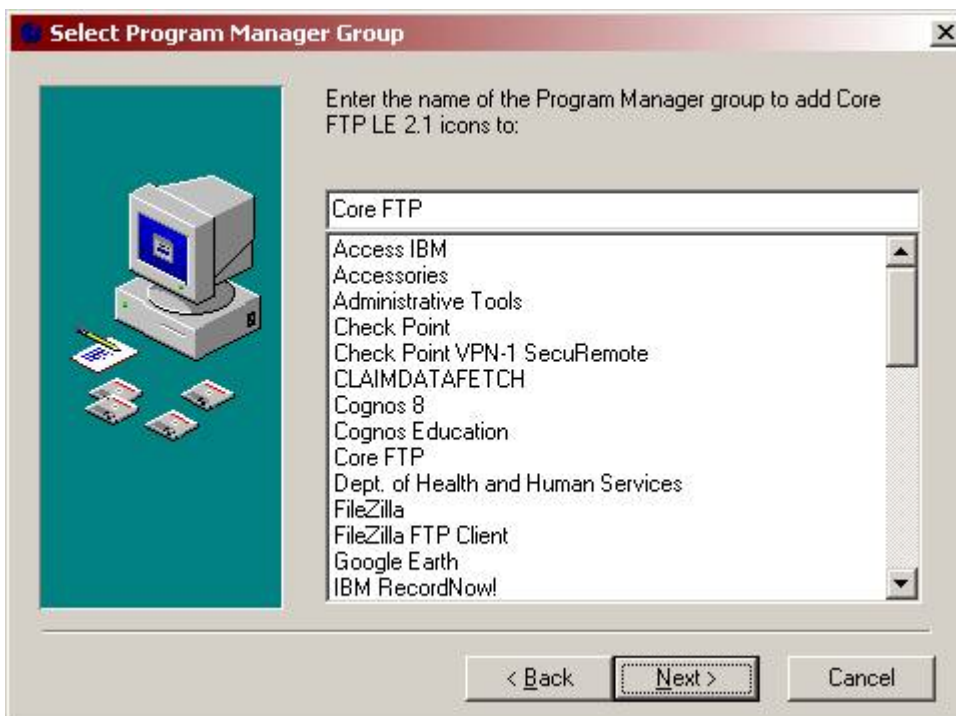 Select Program Manager Group
Enter the name of the Program Manager group to add Core
FTP LE 2.1 icons to:
Core FTP
Access IBM
Accessories
Administrative Tools
Check Point
Check Point VPN-1 SecuRemote
CLAIMDATAFETCH
Cognos 8
Cognos Education
Core FTP
Dept. of Health and Human Services
FileZilla
FileZilla FTP Client
Google Earth
IBM RecordNow!
< Back
Next >
Cancel